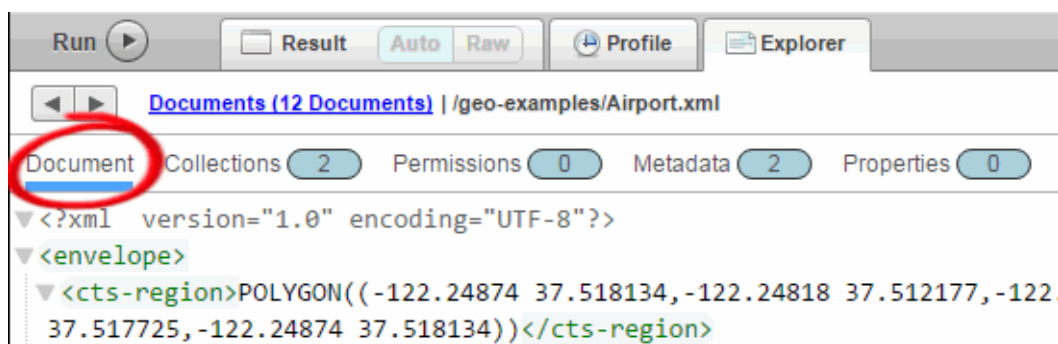 Run Result Auto Raw Profile Explorer
Documents (12 Documents) | /geo-examples/Airport.xml
Document Collections 2 Permissions 0 Metadata 2 Properties 0
<?xml version="1.0" encoding="UTF-8"?>
<envelope>
<cts-region>POLYGON((-122.24874 37.518134,-122.24818 37.512177,-122.
37.517725,-122.24874 37.518134))</cts-region>